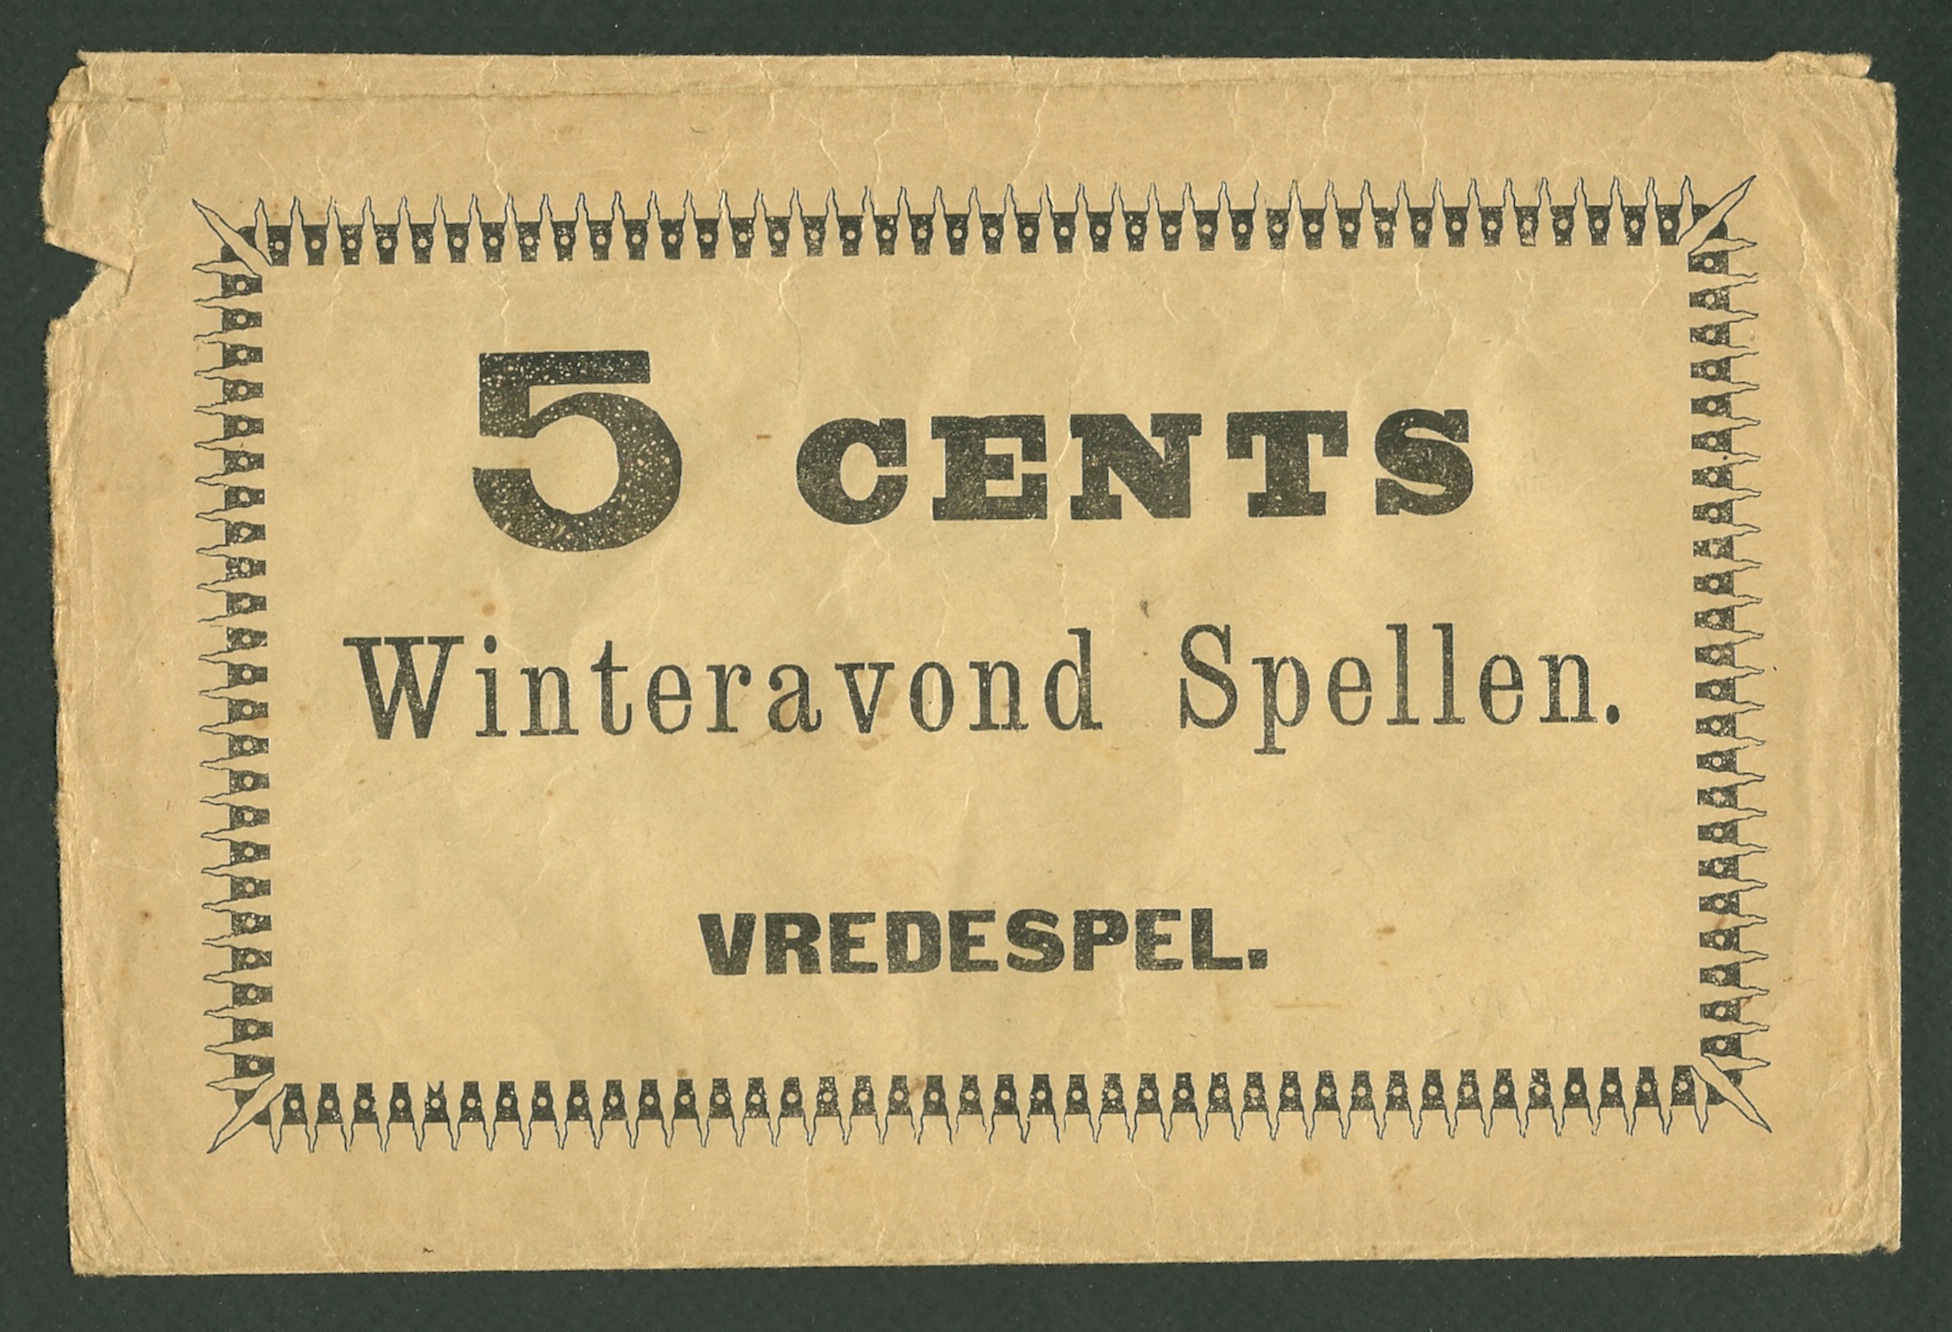 5 CENTS
Winteravond Spellen.
VREDESPEL.